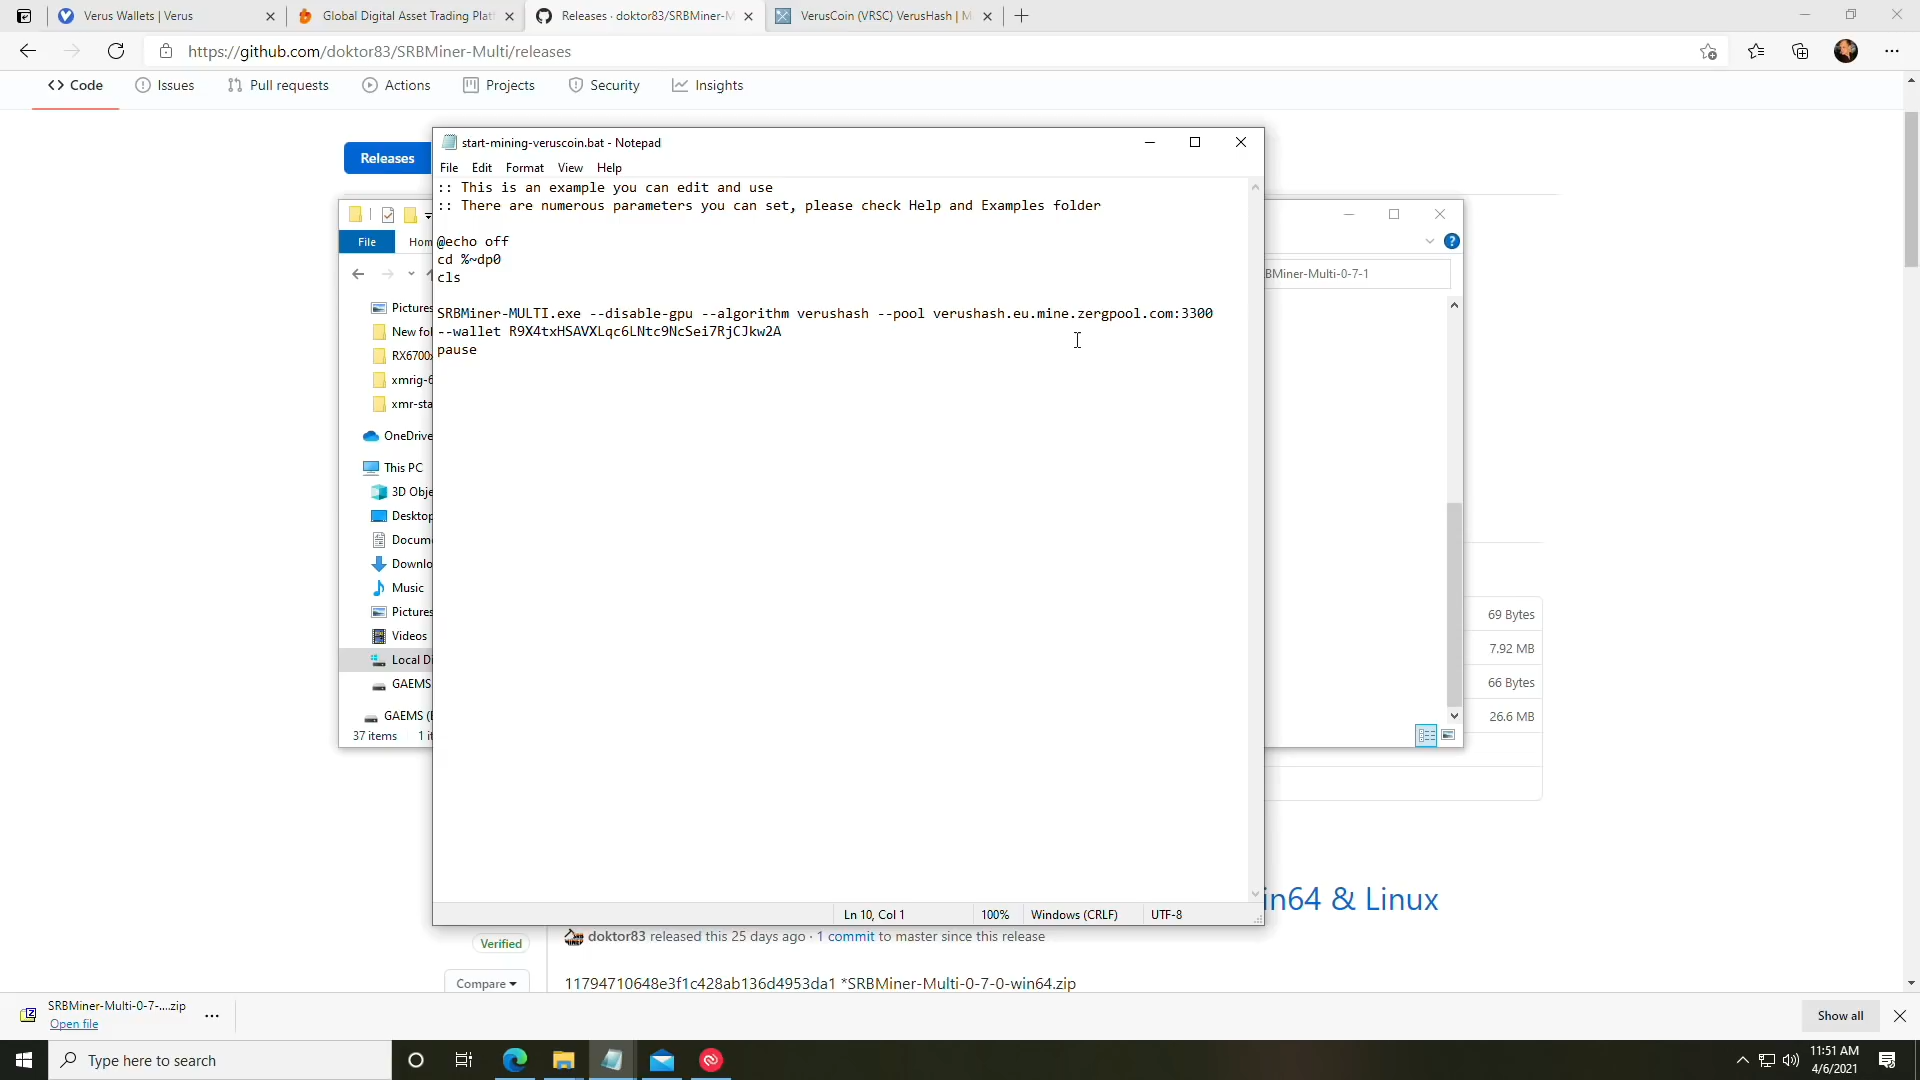 Verus Wallets | Verus
Global Digital Asset Trading Plat
Releases · doktor83/SRBMiner-M
VerusCoin (VRSC) VerusHash | M
https://github.com/doktor83/SRBMiner-Multi/releases
<> Code
Issues
Pull requests
Actions
Projects
Security
Insights
Releases
start-mining-veruscoin.bat - Notepad
File Edit Format View Help
:: This is an example you can edit and use
:: There are numerous parameters you can set, please check Help and Examples folder
@echo off
cd %~dp0
cls
SRBMiner-MULTI.exe --disable-gpu --algorithm verushash --pool verushash.eu.mine.zergpool.com:3300
--wallet R9X4txHSAVXLqc6LNtc9NcSei7RjCJkw2A
pause
Ln 10, Col 1
100%
Windows (CRLF)
UTF-8
File
Hom
BMiner-Multi-0-7-1
Pictures
New fol
RX6700x
xmrig-6
xmr-sta
OneDrive
This PC
3D Obje
Desktop
Docume
Downlo
Music
Pictures
Videos
Local Di
GAEMS
GAEMS (
37 items
1 it
69 Bytes
7.92 MB
66 Bytes
26.6 MB
in64 & Linux
Verified
doktor83 released this 25 days ago · 1 commit to master since this release
Compare
11794710648e3f1c428ab136d4953da1 *SRBMiner-Multi-0-7-0-win64.zip
SRBMiner-Multi-0-7-....zip
Open file
Show all
Type here to search
11:51 AM
4/6/2021